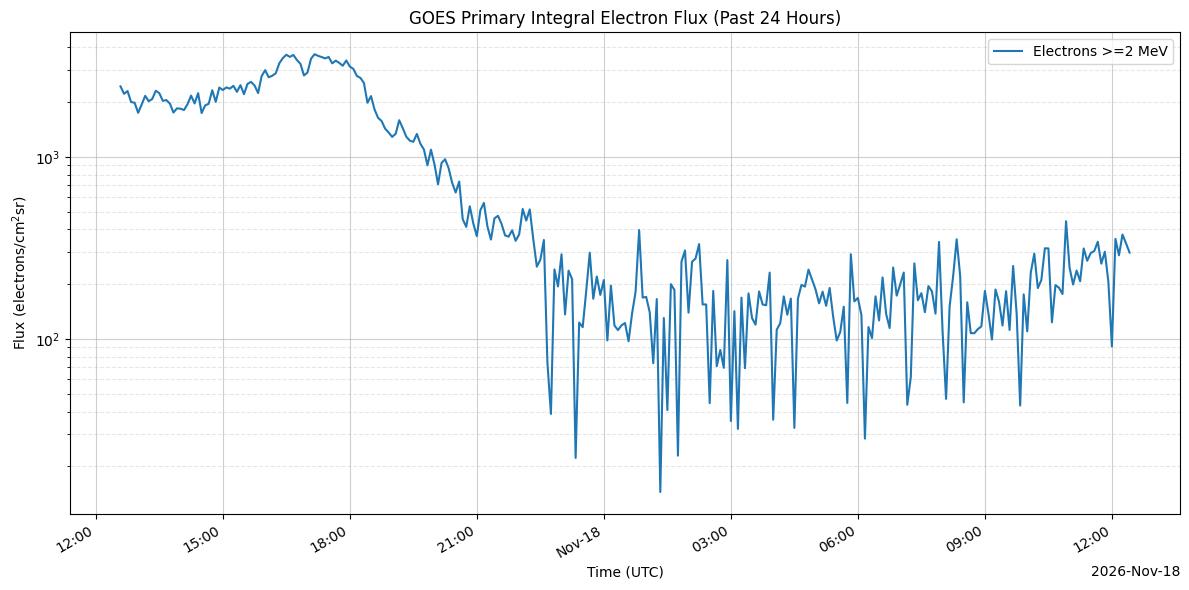 GOES Primary Integral Electron Flux (Past 24 Hours)
Electrons >=2 MeV
10³
10²
Flux (electrons/cm²sr)
12:00
15:00
18:00
21:00
Nov-18
03:00
06:00
09:00
12:00
Time (UTC)
2026-Nov-18